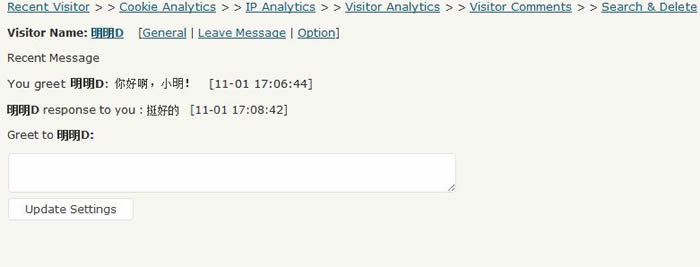 Recent Visitor > > Cookie Analytics > > IP Analytics > > Visitor Analytics > > Visitor Comments > > Search & Delete
Visitor Name: 明明D [General | Leave Message | Option]
Recent Message
You greet 明明D: 你好啊，小明！ [11-01 17:06:44]
明明D response to you : 挺好的 [11-01 17:08:42]
Greet to 明明D:
Update Settings